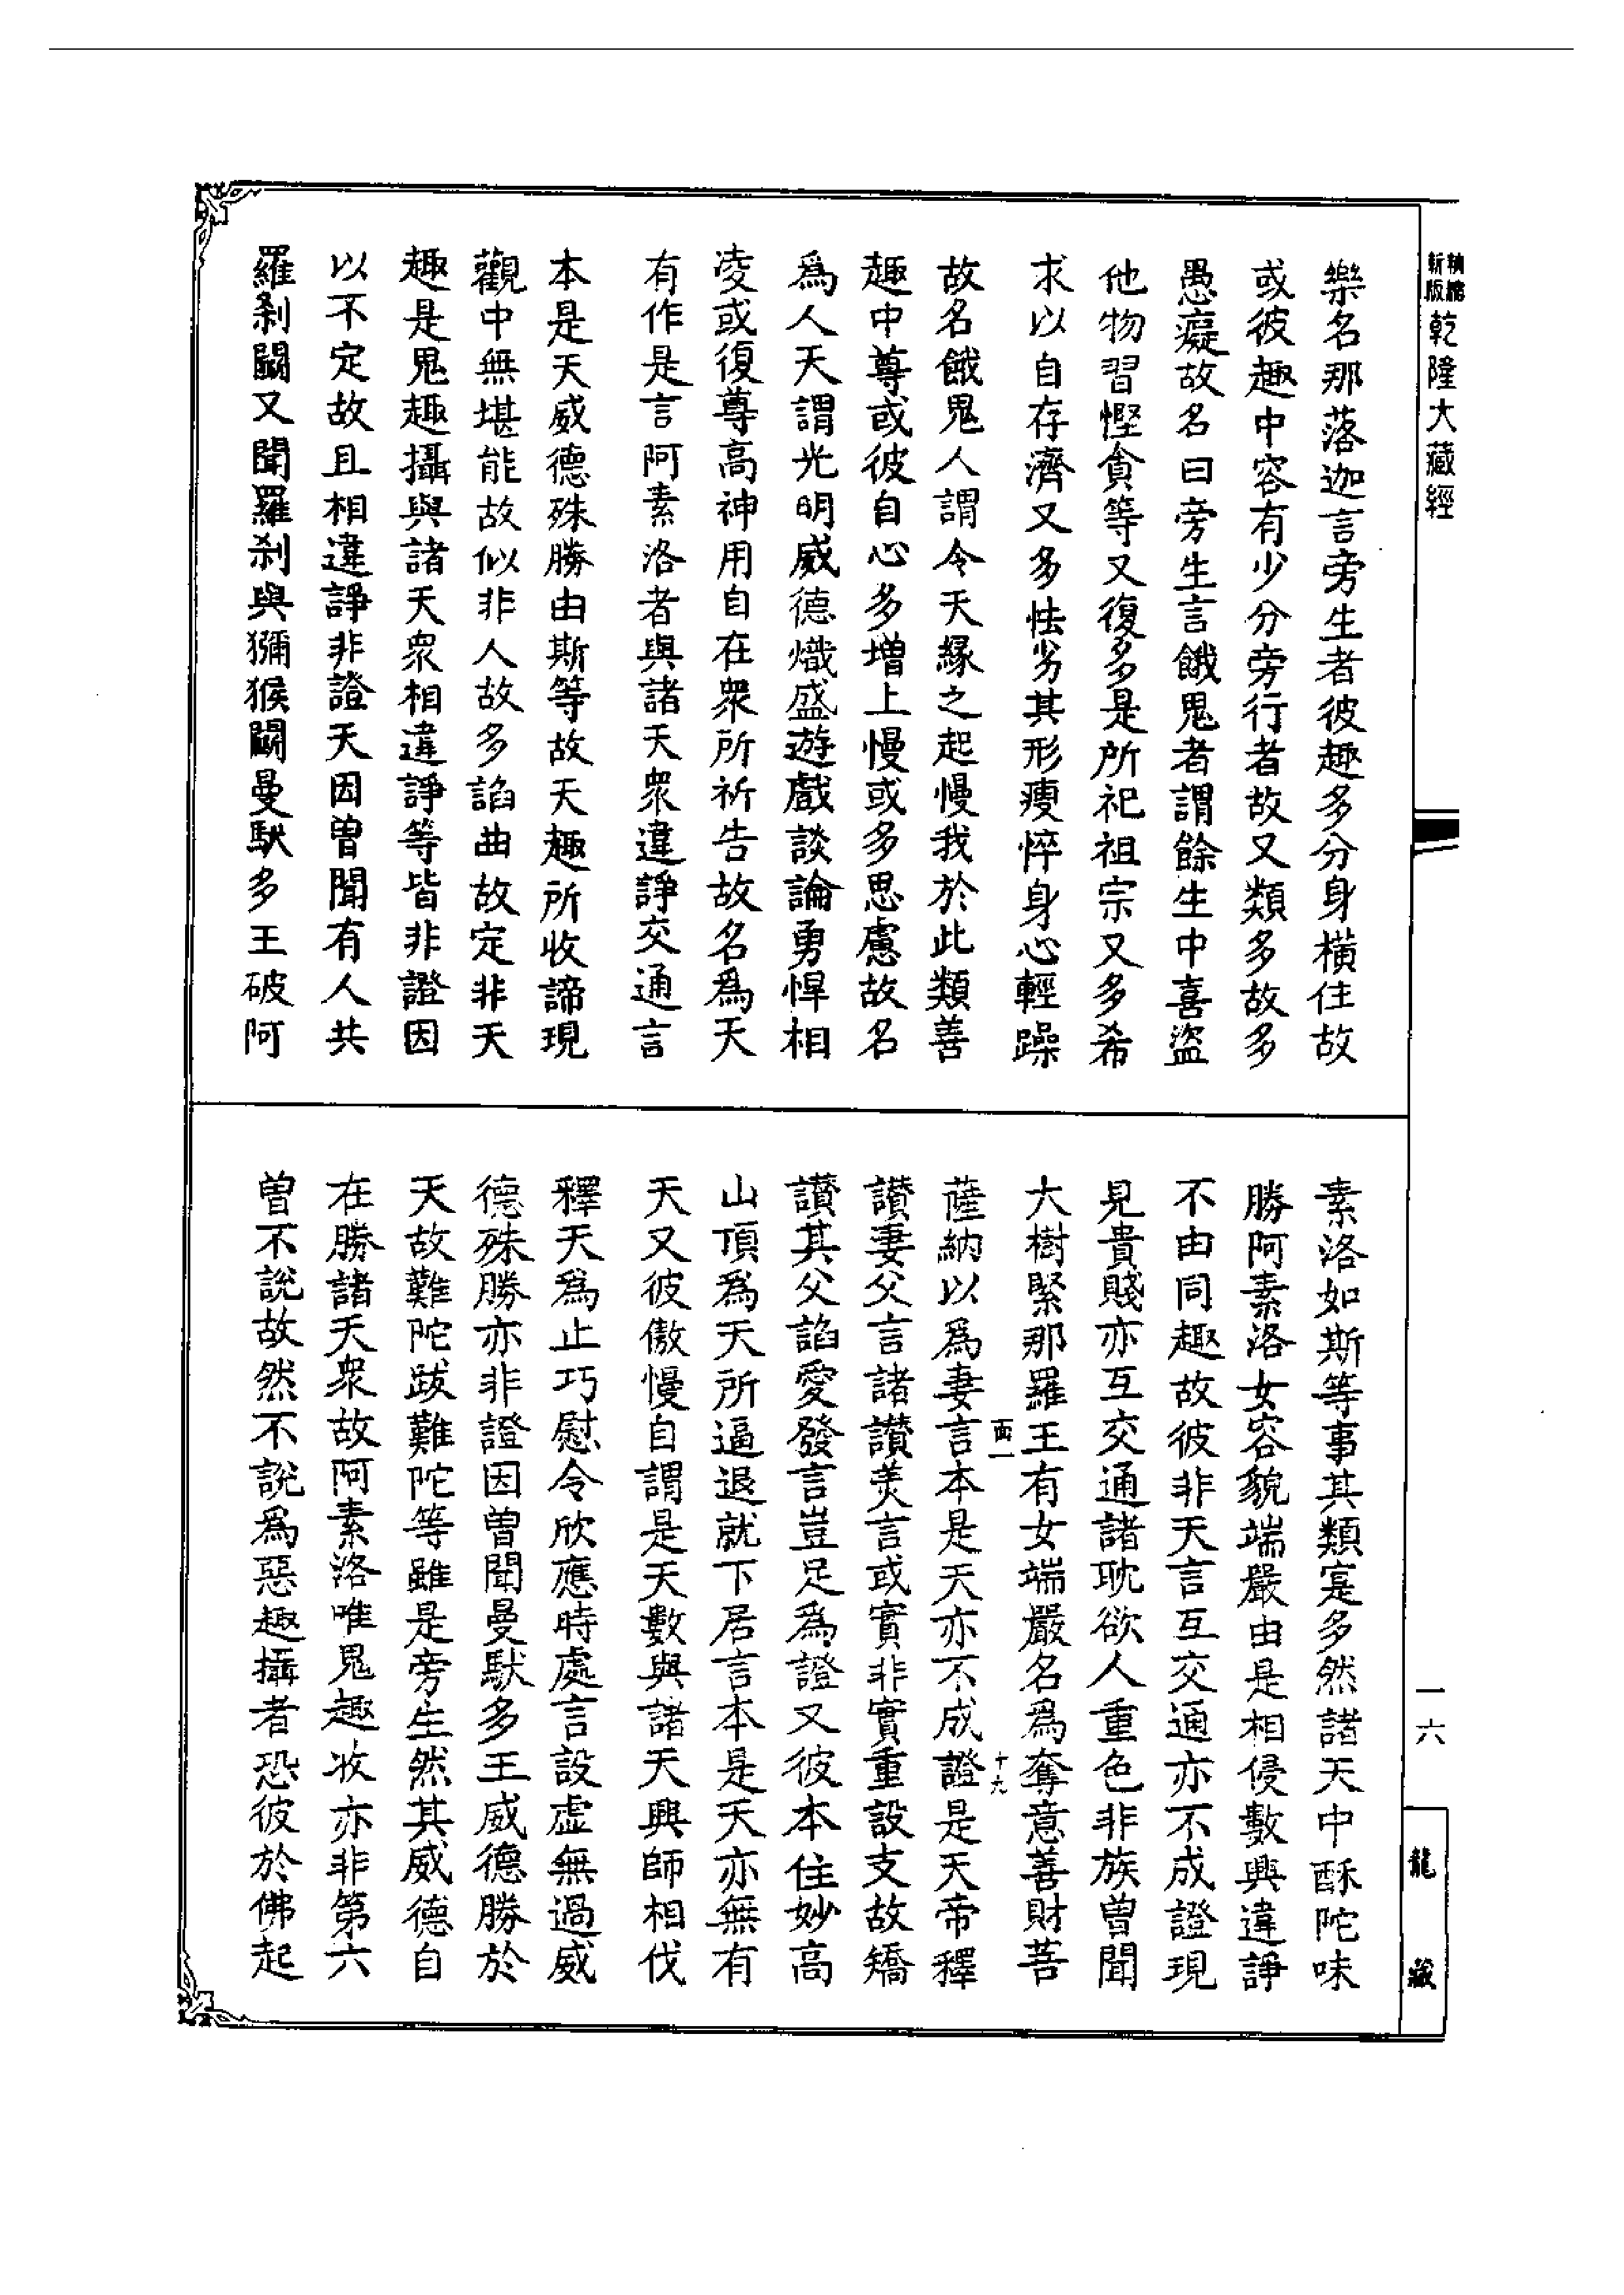 精縮
新版
乾隆大藏經
樂名那落迦言旁生者彼趣多分身橫住故
或彼趣中容有少分旁行者故又類多故多
愚癡故名曰旁生言餓鬼者謂餘生中喜盜
他物習慳貪等又復多是所祀祖宗又多希
求以自存濟又多怯劣其形瘦悴身心輕躁
故名餓鬼人謂令天緣之起慢我於此類善
趣中尊或彼自心多增上慢或多思慮故名
為人天謂光明威德熾盛遊戲談論勇悍相
凌或復尊高神用自在衆所祈告故名為天
有作是言阿素洛者與諸天衆違諍交通言
本是天威德殊勝由斯等故天趣所收諦現
觀中無堪能故似非人故多諂曲故定非天
趣是鬼趣攝與諸天衆相違諍等皆非證因
以不定故且相違諍非證天因曾聞有人共
羅刹鬭又聞羅刹與獼猴鬭曼馱多王破阿
素洛如斯等事其類寔多然諸天中酥陀味
勝阿素洛女容貌端嚴由是相侵數興違諍
不由同趣故彼非天言互交通亦不成證現
見貴賤亦互交通諸耽欲人重色非族曾聞
大樹緊那羅王有女端嚴名為奪意善財菩
薩納以為妻言本是天亦不成證是天帝釋
讚妻父言諸讚美言或實非實重設支故矯
讚其父諂愛發言豈足為證又彼本住妙高
山頂為天所逼退就下居言本是天亦無有
天又彼傲慢自謂是天數與諸天興師相伐
釋天為止巧慰令欣應時處言設虛無過威
德殊勝亦非證因曾聞曼馱多王威德勝於
天故難陀跋難陀等雖是旁生然其威德自
在勝諸天衆故阿素洛唯鬼趣收亦非第六
曾不說故然不說為惡趣攝者恐彼於佛起
一六
龍藏
十九